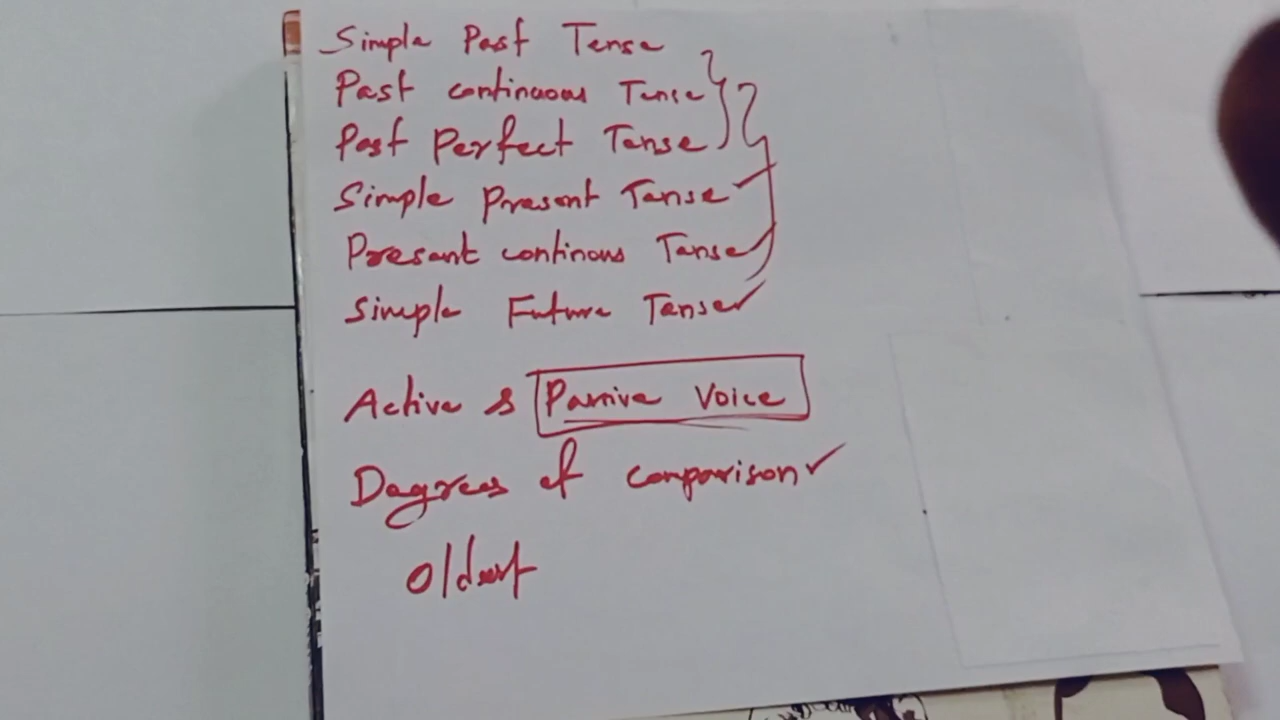 Simple Past Tense
Past continuous Tense
Past Perfect Tense
Simple Present Tense
Present continous Tense
Simple Future Tense
Active & Passive Voice
Degrees of comparison
oldest